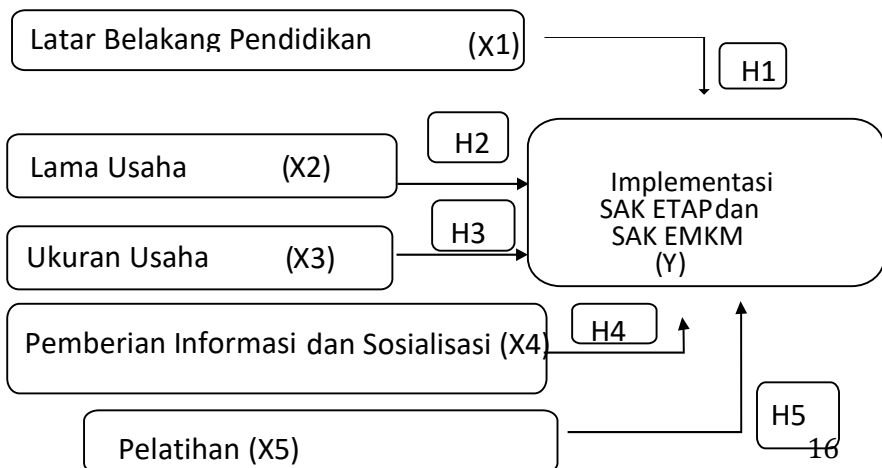 Latar Belakang Pendidikan (X1)
H1
H2
Lama Usaha (X2)
Implementasi
SAK ETAP dan
SAK EMKM
(Y)
H3
Ukuran Usaha (X3)
Pemberian Informasi dan Sosialisasi (X4)
H4
H5
Pelatihan (X5)
16